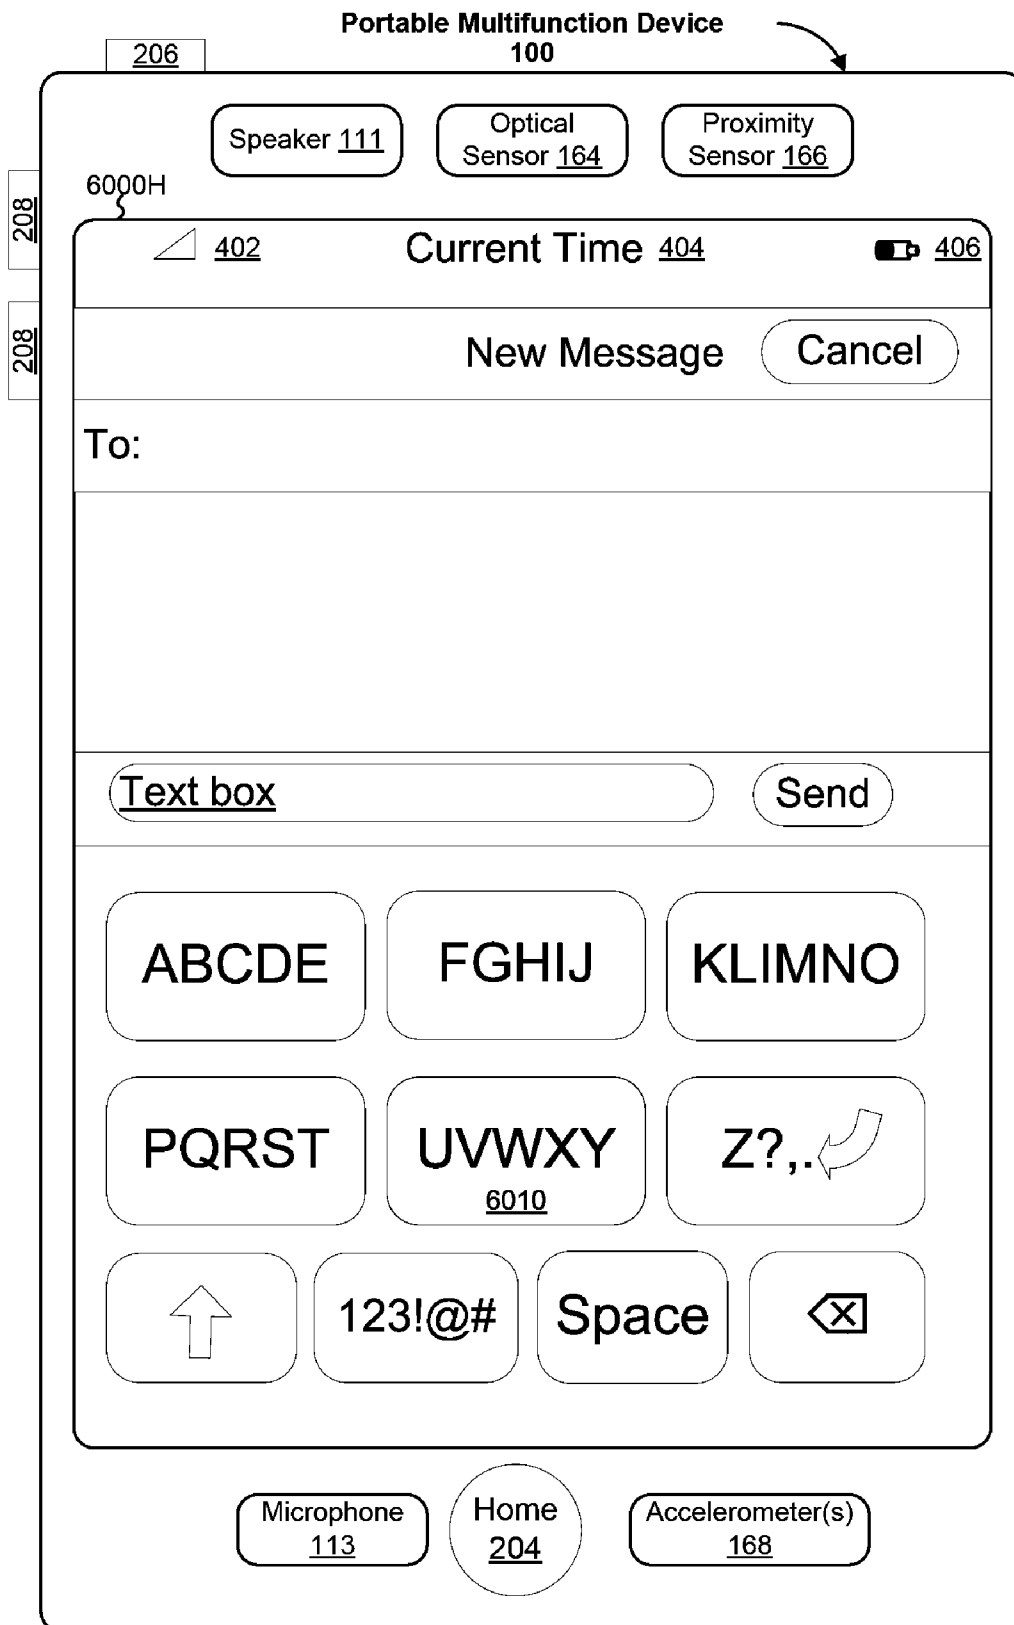 Portable Multifunction Device
100
206
Speaker 111
Optical
Sensor 164
Proximity
Sensor 166
6000H
208
208
402
Current Time 404
406
New Message
Cancel
To:
Text box
Send
ABCDE
FGHIJ
KLIMNO
PQRST
UVWXY
6010
Z?,.
123!@#
Space
Microphone
113
Home
204
Accelerometer(s)
168